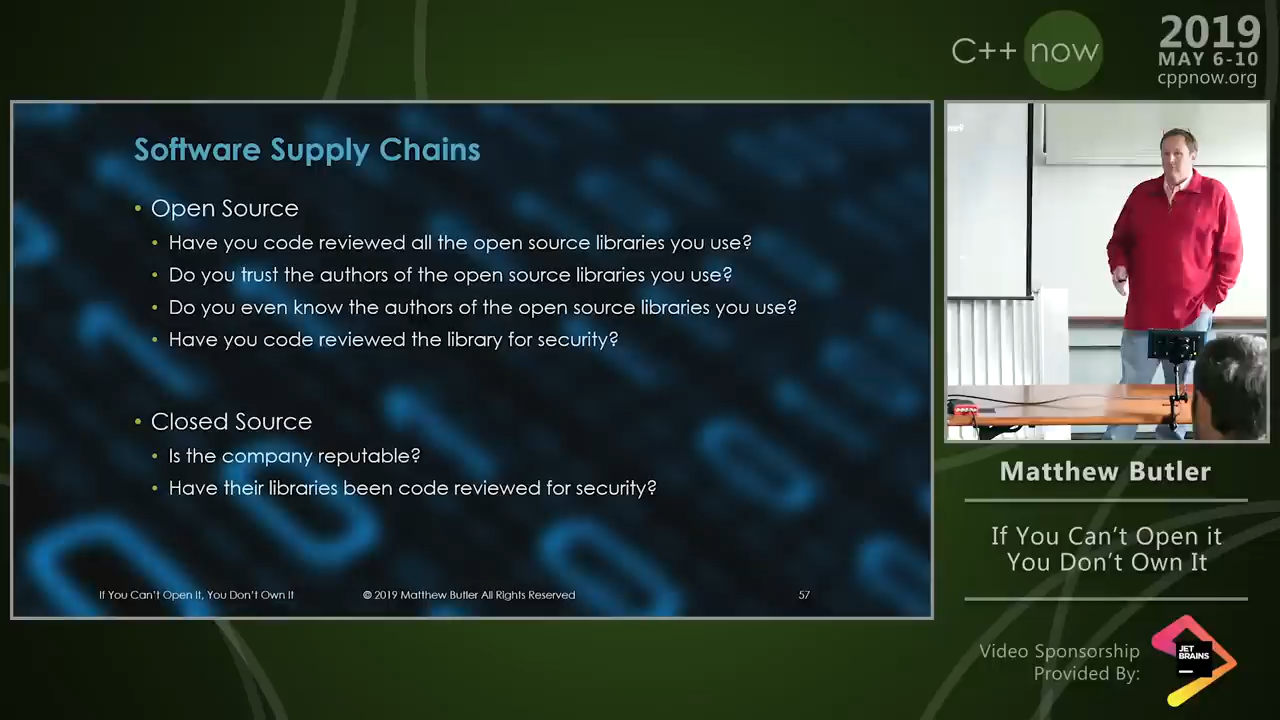 C++ now
2019
MAY 6-10
cppnow.org
Software Supply Chains
• Open Source
• Have you code reviewed all the open source libraries you use?
• Do you trust the authors of the open source libraries you use?
• Do you even know the authors of the open source libraries you use?
• Have you code reviewed the library for security?
• Closed Source
• Is the company reputable?
• Have their libraries been code reviewed for security?
If You Can't Open It, You Don't Own It
© 2019 Matthew Butler All Rights Reserved
57
Matthew Butler
If You Can't Open it
You Don't Own It
Video Sponsorship
Provided By:
JET
BRAINS